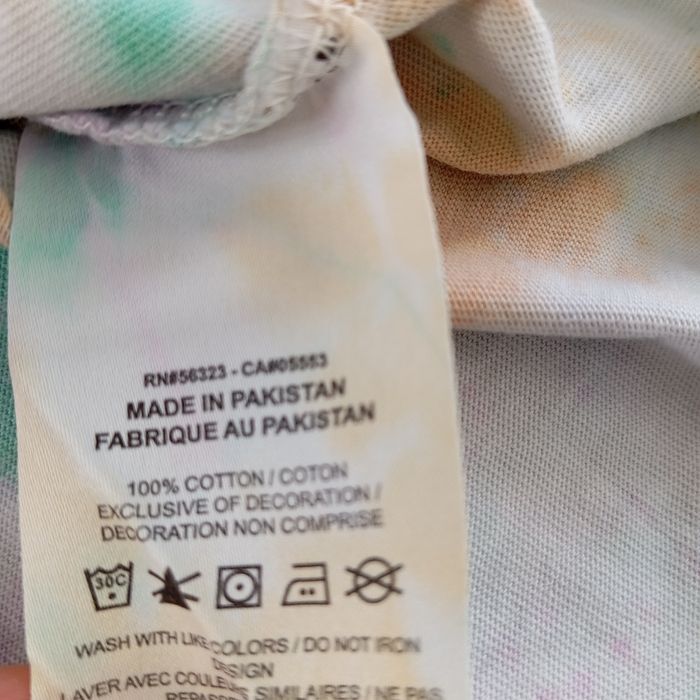 RN#56323 - CA#05553
MADE IN PAKISTAN
FABRIQUE AU PAKISTAN
100% COTTON / COTON
EXCLUSIVE OF DECORATION /
DECORATION NON COMPRISE
30C
WASH WITH LIKE COLORS / DO NOT IRON
DESIGN
LAVER AVEC COULEURS SIMILAIRES / NE PAS